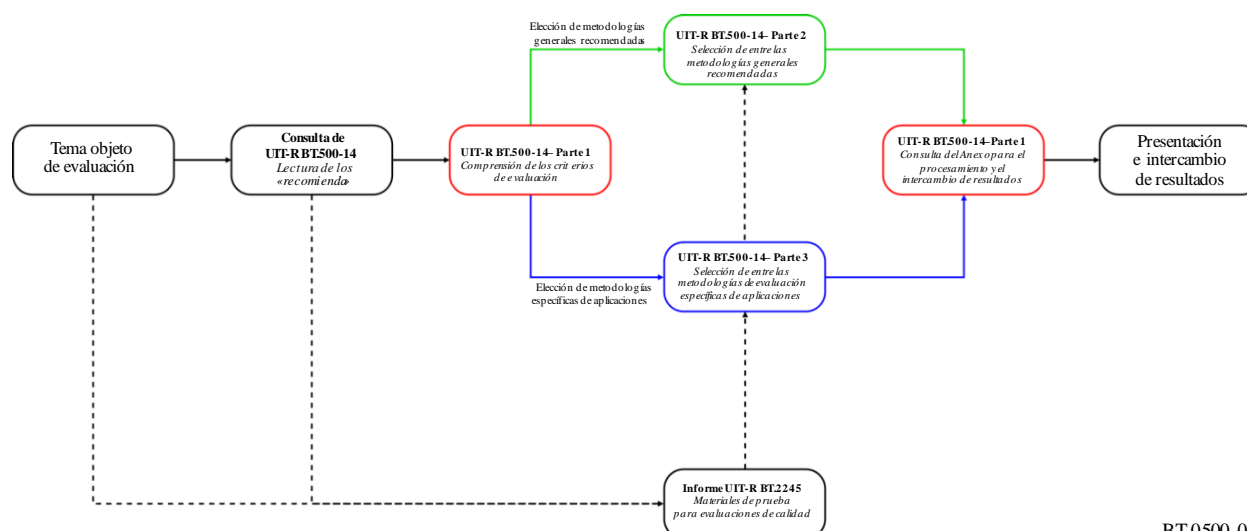 Elección de metodologías
generales recomendadas
UIT-R BT.500-14– Parte 2
Selección de entre las
metodologías generales
recomendadas
Tema objeto
de evaluación
Consulta de
UIT-R BT.500-14
Lectura de los
«recomienda»
UIT-R BT.500-14– Parte 1
Comprensión de los criterios
de evaluación
UIT-R BT.500-14– Parte 1
Consulta del Anexo para el
procesamiento y el
intercambio de resultados
Presentación
e intercambio
de resultados
UIT-R BT.500-14– Parte 3
Selección de entre las
metodologías de evaluación
específicas de aplicaciones
Elección de metodologías
específicas de aplicaciones
Informe UIT-R BT.2245
Materiales de prueba
para evaluaciones de calidad
BT.0500-0